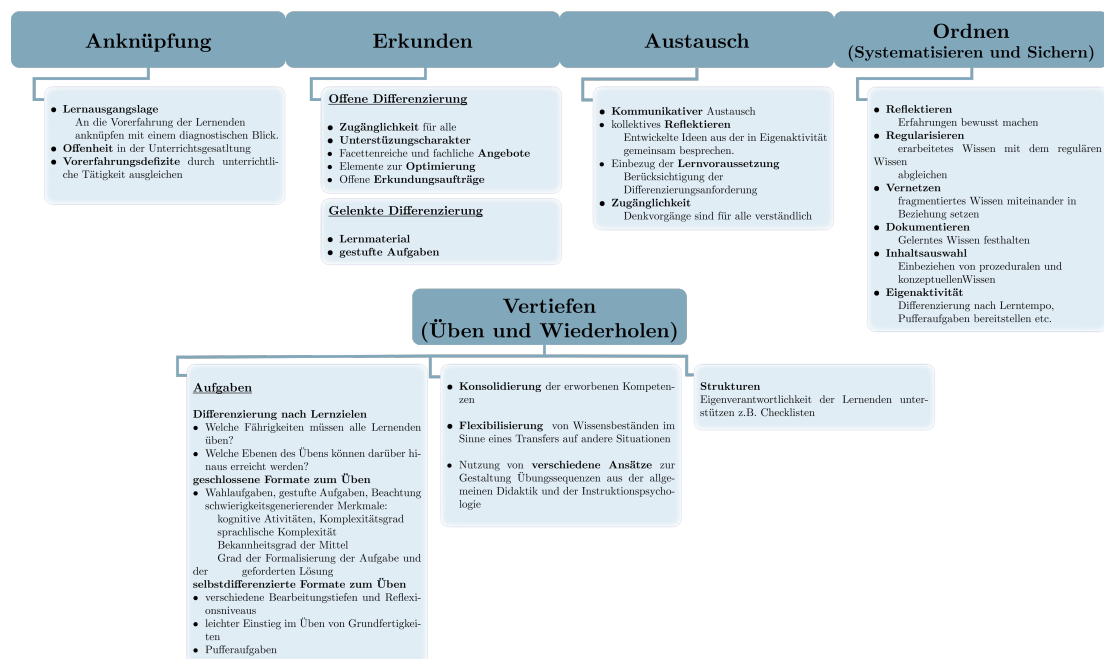 Anknüpfung
Erkunden
Austausch
Ordnen
(Systematisieren und Sichern)
● Lernausgangslage
An die Vorerfahrung der Lernenden
anknüpfen mit einem diagnostischen Blick.
● Offenheit in der Unterrichtsgesatltung
● Vorerfahrungsdefizite durch unterrichtli-
che Tätigkeit ausgleichen
Offene Differenzierung
● Zugänglichkeit für alle
● Unterstüzungscharakter
● Facettenreiche und fachliche Angebote
● Elemente zur Optimierung
● Offene Erkundungsaufträge
Gelenkte Differenzierung
● Lernmaterial
● gestufte Aufgaben
● Kommunikativer Austausch
● kollektives Reflektieren
Entwickelte Ideen aus der in Eigenaktivität
gemeinsam besprechen.
● Einbezug der Lernvoraussetzung
Berücksichtigung der
Differenzierungsanforderung
● Zugänglichkeit
Denkvorgänge sind für alle verständlich
● Reflektieren
Erfahrungen bewusst machen
● Regularisieren
erarbeitetes Wissen mit dem regulären
Wissen
abgleichen
● Vernetzen
fragmentiertes Wissen miteinander in
Beziehung setzen
● Dokumentieren
Gelerntes Wissen festhalten
● Inhaltsauswahl
Einbeziehen von prozeduralen und
konzeptuellenWissen
● Eigenaktivität
Differenzierung nach Lerntempo,
Pufferaufgaben bereitstellen etc.
Vertiefen
(Üben und Wiederholen)
Aufgaben
Differenzierung nach Lernzielen
● Welche Fährigkeiten müssen alle Lernenden
üben?
● Welche Ebenen des Übens können darüber hi-
naus erreicht werden?
geschlossene Formate zum Üben
● Wahlaufgaben, gestufte Aufgaben, Beachtung
schwierigkeitsgenerierender Merkmale:
kognitive Ativitäten, Komplexitätsgrad
sprachlische Komplexität
Bekannheitsgrad der Mittel
Grad der Formalisierung der Aufgabe und
der geforderten Lösung
selbstdifferenzierte Formate zum Üben
● verschiedene Bearbeitungstiefen und Reflexi-
onsniveaus
● leichter Einstieg im Üben von Grundfertigkei-
ten
● Pufferaufgaben
● Konsolidierung der erworbenen Kompeten-
zen
● Flexibilisierung von Wissensbeständen im
Sinne eines Transfers auf andere Situationen
● Nutzung von verschiedene Ansätze zur
Gestaltung Übungssequenzen aus der allge-
meinen Didaktik und der Instruktionspsycho-
logie
Strukturen
Eigenverantwortlichkeit der Lernenden unter-
stützen z.B. Checklisten